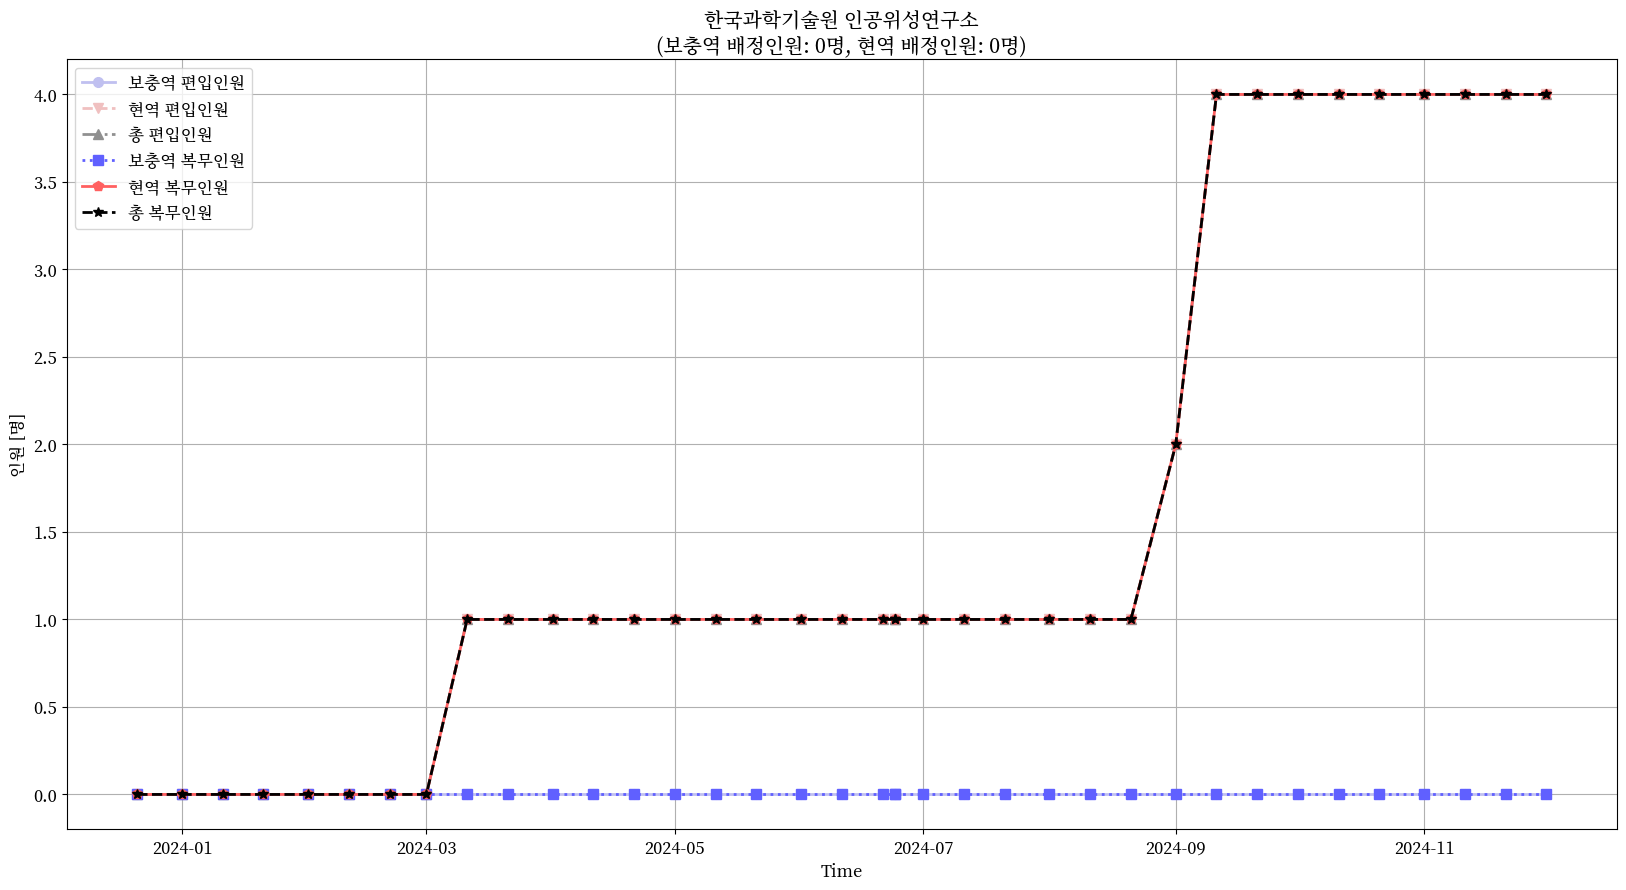 한국과학기술원 인공위성연구소
(보충역 배정인원: 0명, 현역 배정인원: 0명)
보충역 편입인원
현역 편입인원
총 편입인원
보충역 복무인원
현역 복무인원
총 복무인원
4.0
3.5
3.0
2.5
2.0
1.5
1.0
0.5
0.0
인원 [명]
2024-01 2024-03 2024-05 2024-07 2024-09 2024-11
Time